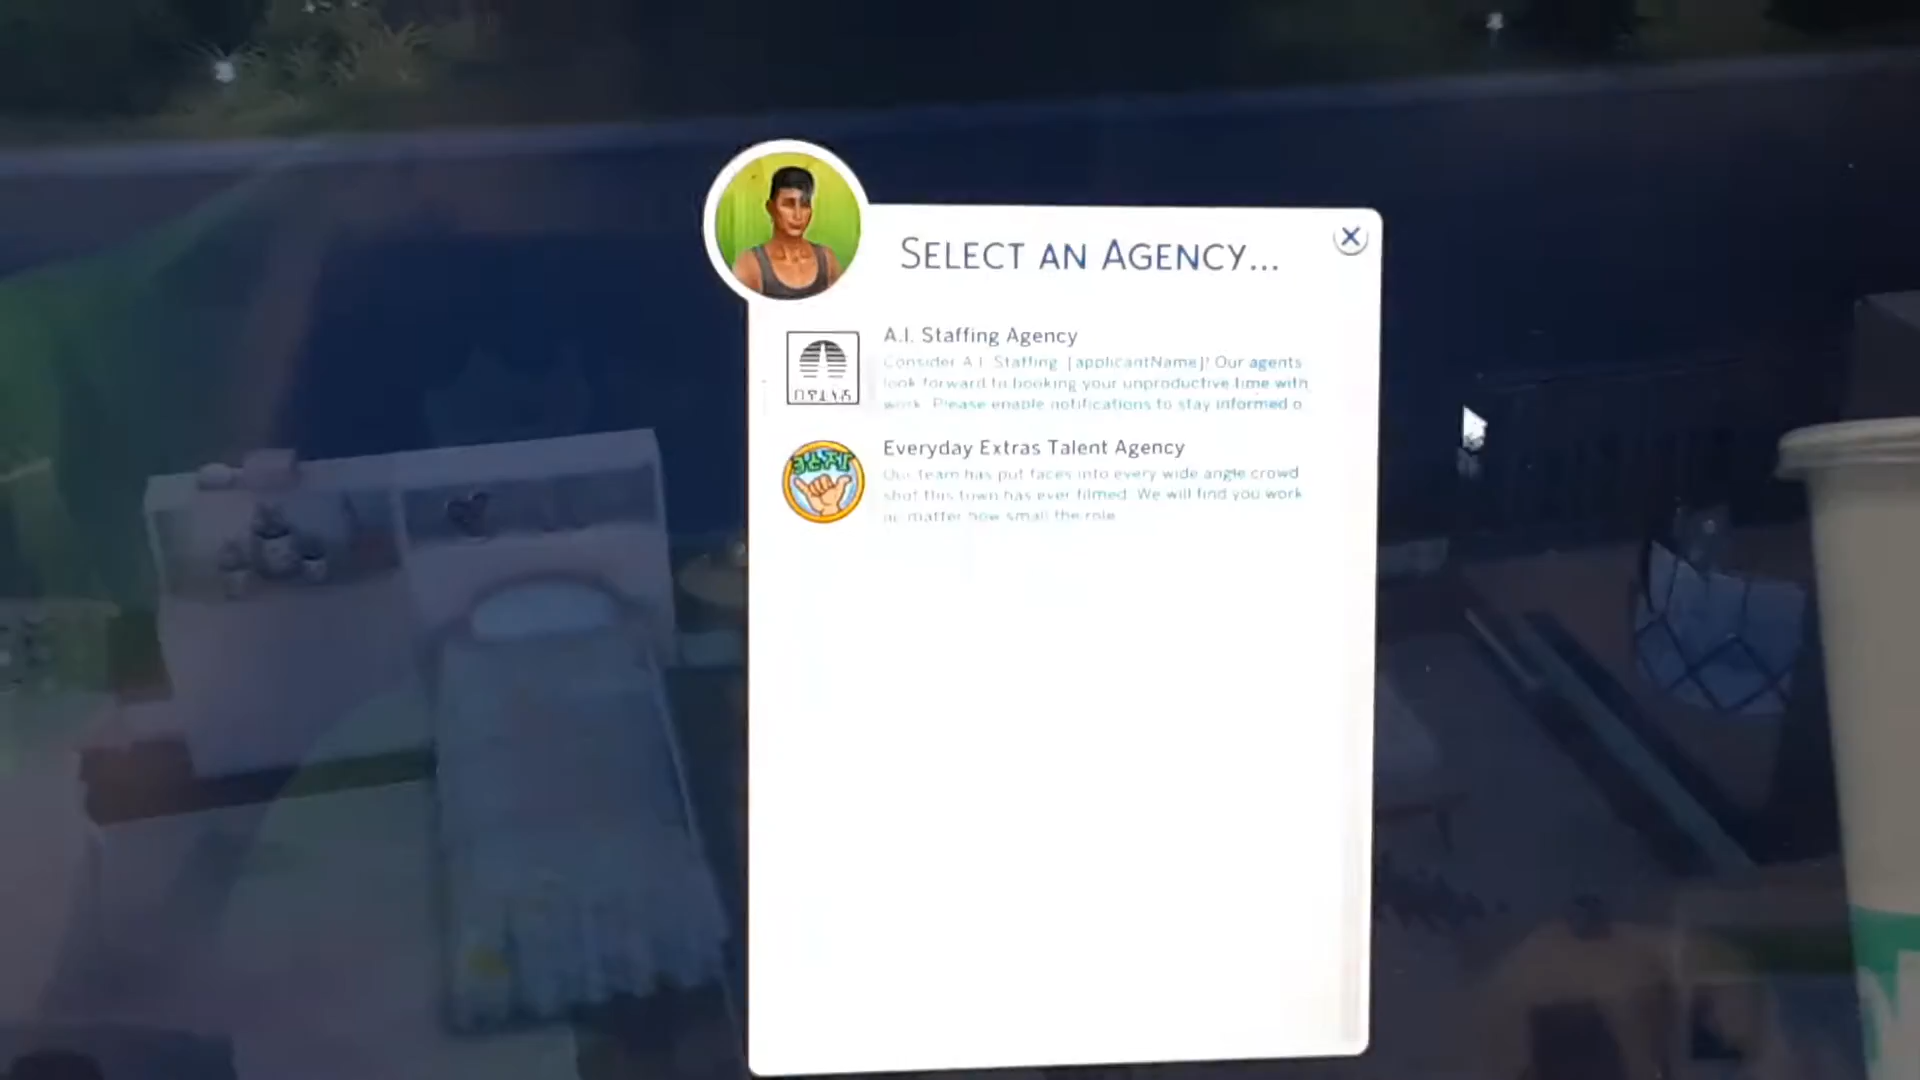 SELECT AN AGENCY...
A.I. Staffing Agency
Consider A.I. Staffing, [applicantName]! Our agents
look forward to booking your unproductive time with
work. Please enable notifications to stay informed o
Everyday Extras Talent Agency
Our team has put faces into every wide angle crowd
shot this town has ever filmed. We will find you work
no matter how small the role.